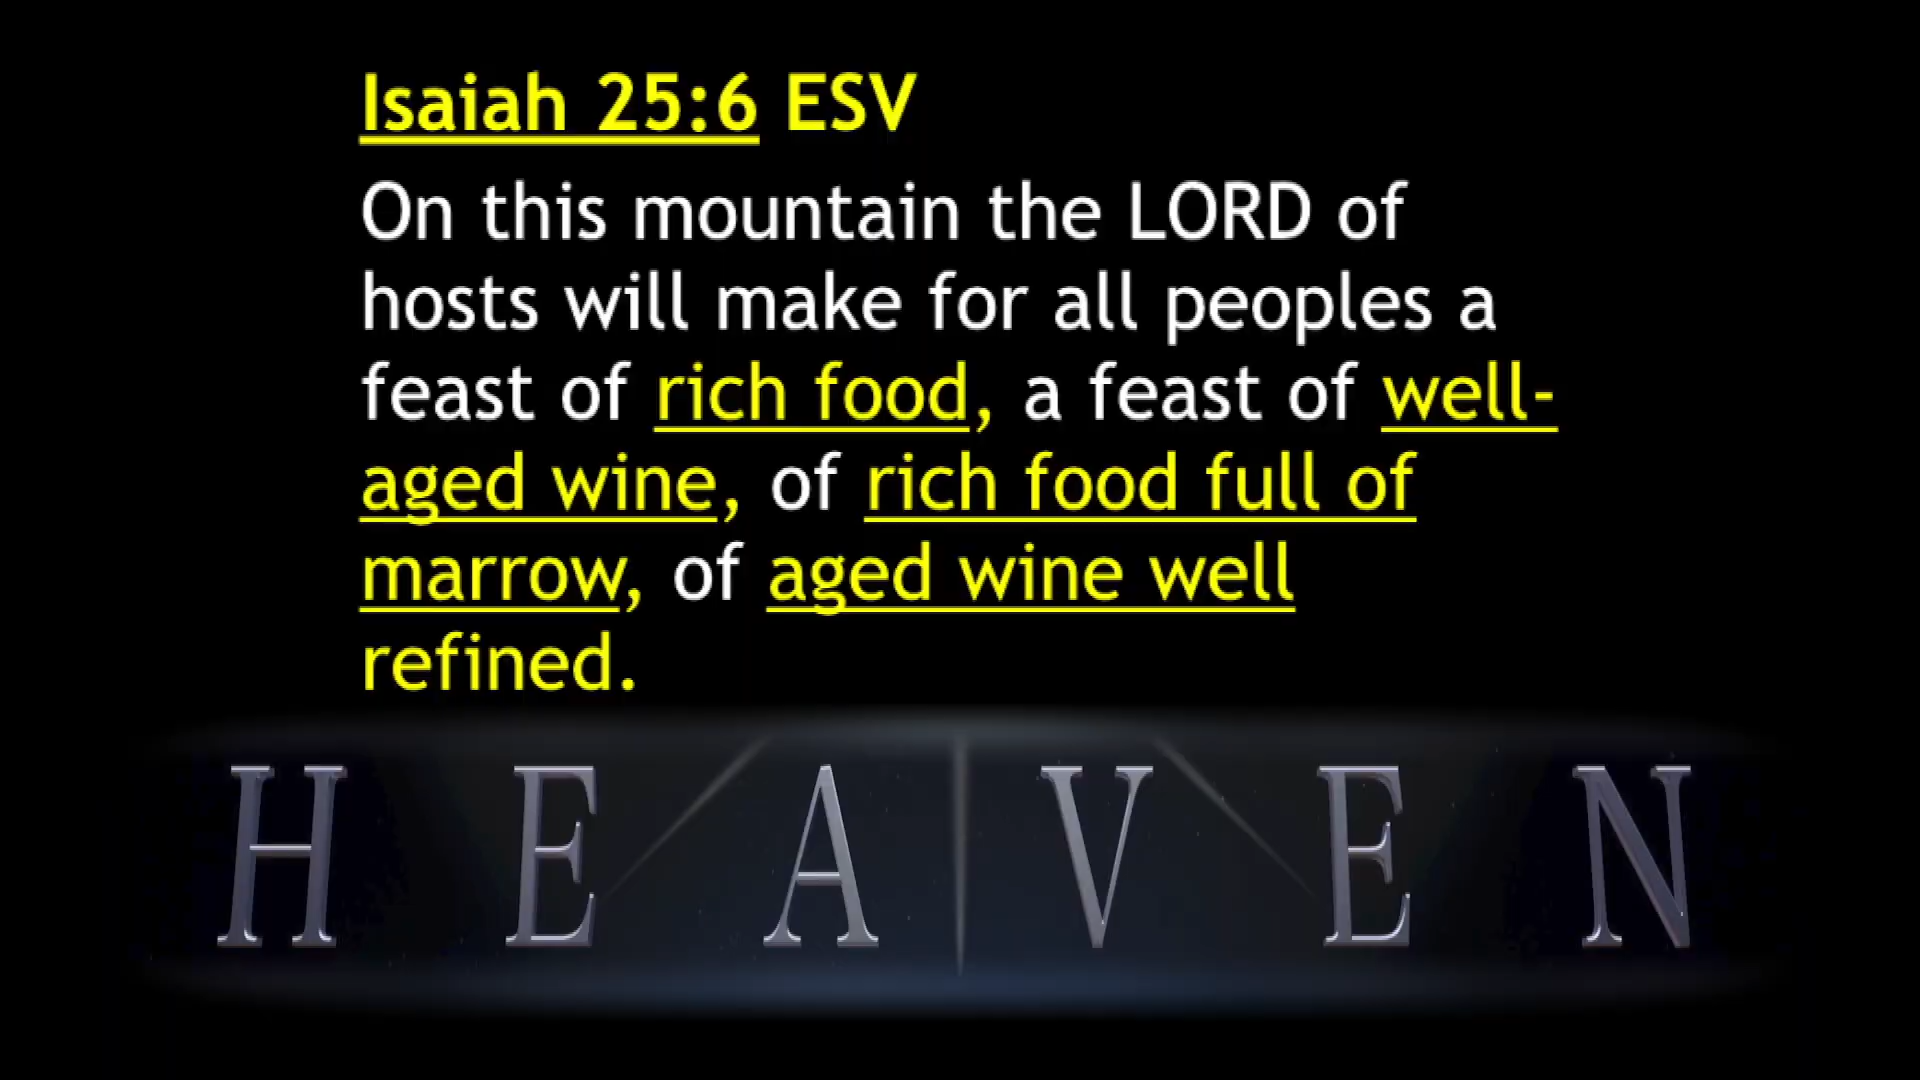 Isaiah 25:6 ESV
On this mountain the LORD of
hosts will make for all peoples a
feast of rich food, a feast of well-
aged wine, of rich food full of
marrow, of aged wine well
refined.
HEAVEN